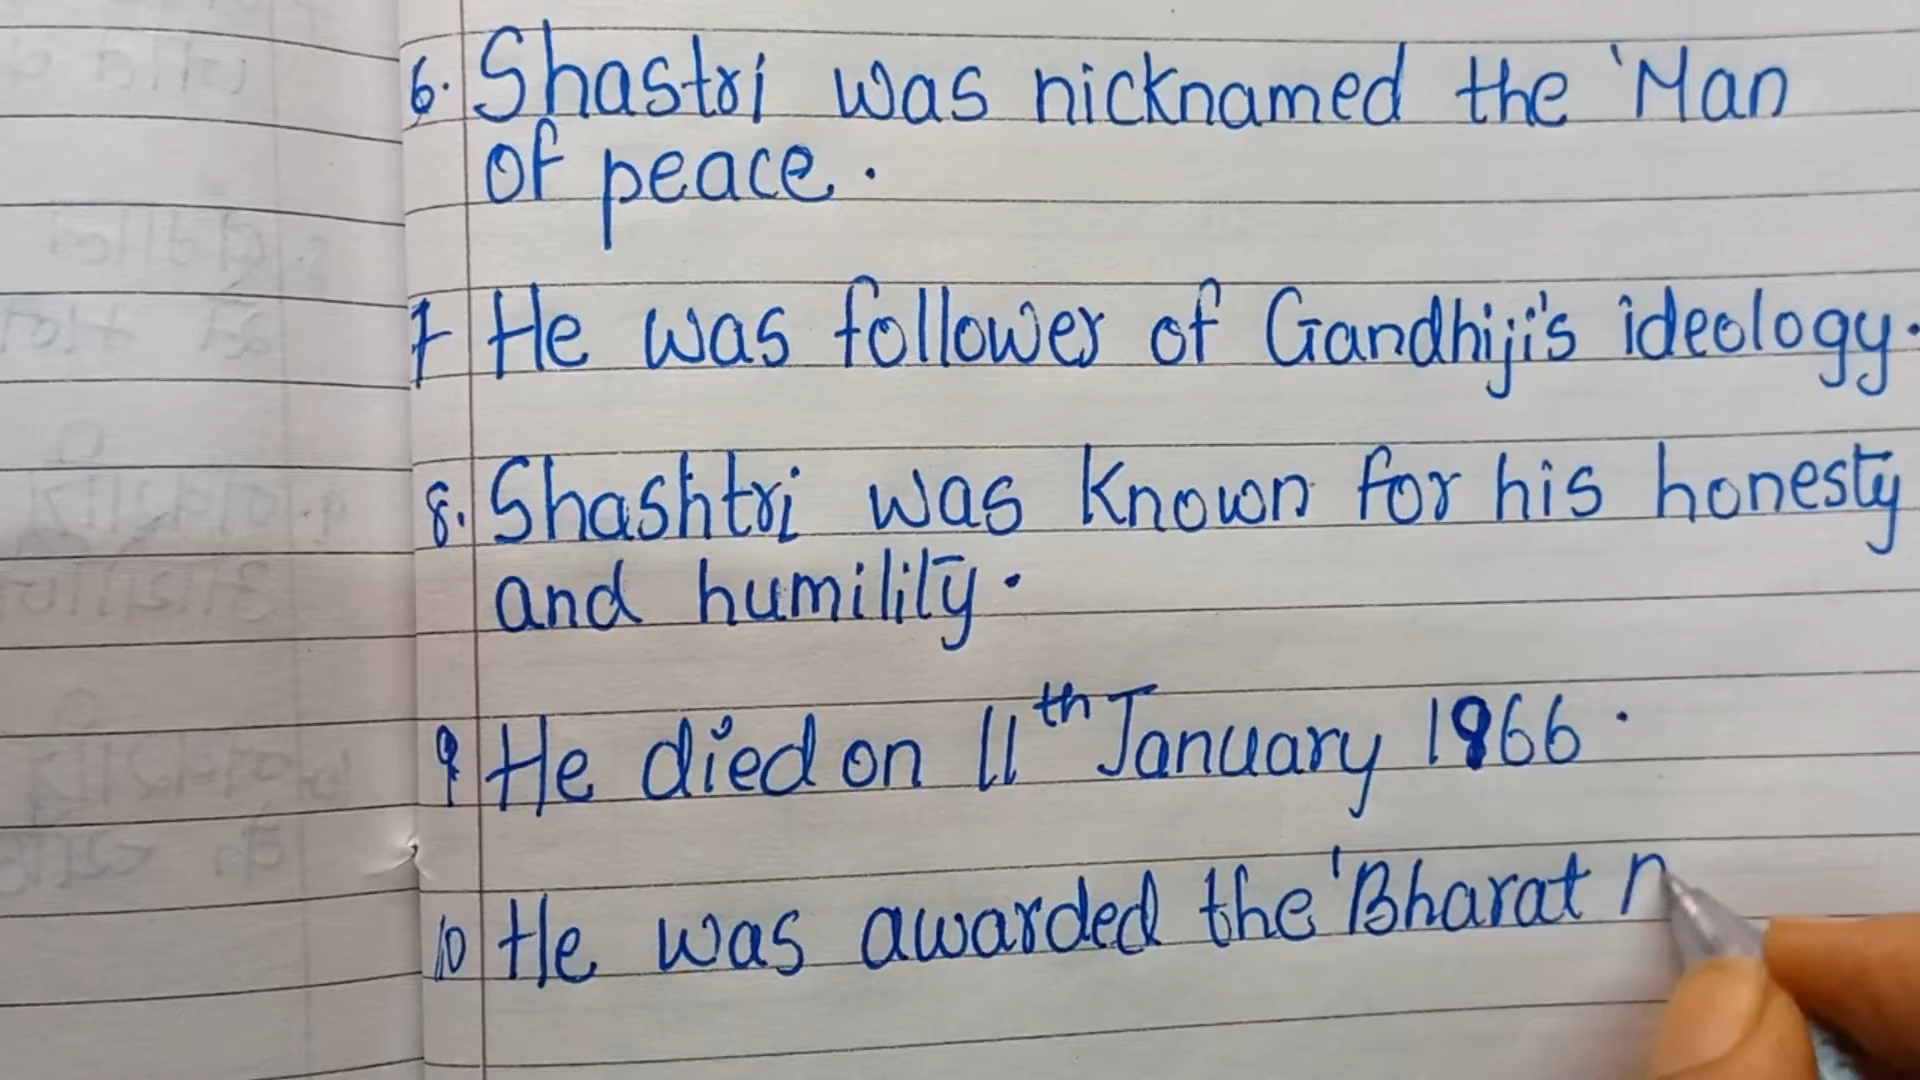 6. Shastri was nicknamed the 'Man
of peace.
7 He was follower of Gandhiji's ideology.
8. Shashtri was known for his honesty
and humility.
9 He died on 11th January 1966.
10 He was awarded the 'Bharat